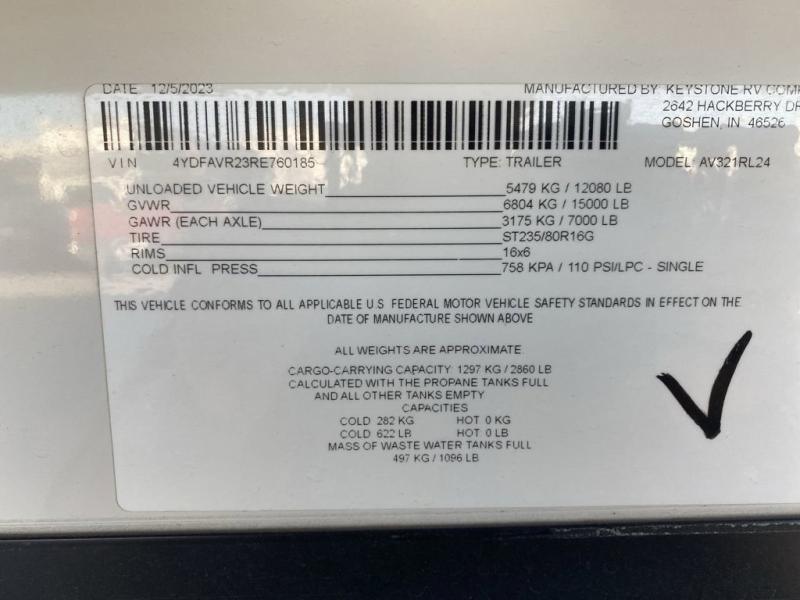 DATE 12/5/2023 MANUFACTURED BY: KEYSTONE RV COMP
2642 HACKBERRY DR
GOSHEN, IN 46526
VIN 4YDFAVR23RE760185 TYPE: TRAILER MODEL: AV321RL24
UNLOADED VEHICLE WEIGHT 5479 KG / 12080 LB
GVWR 6804 KG / 15000 LB
GAWR (EACH AXLE) 3175 KG / 7000 LB
TIRE ST235/80R16G
RIMS 16x6
COLD INFL PRESS 758 KPA / 110 PSI/LPC - SINGLE
THIS VEHICLE CONFORMS TO ALL APPLICABLE U.S. FEDERAL MOTOR VEHICLE SAFETY STANDARDS IN EFFECT ON THE
DATE OF MANUFACTURE SHOWN ABOVE
ALL WEIGHTS ARE APPROXIMATE
CARGO-CARRYING CAPACITY: 1297 KG / 2860 LB
CALCULATED WITH THE PROPANE TANKS FULL
AND ALL OTHER TANKS EMPTY
CAPACITIES
COLD 282 KG HOT 0 KG
COLD 622 LB HOT 0 LB
MASS OF WASTE WATER TANKS FULL
497 KG / 1096 LB